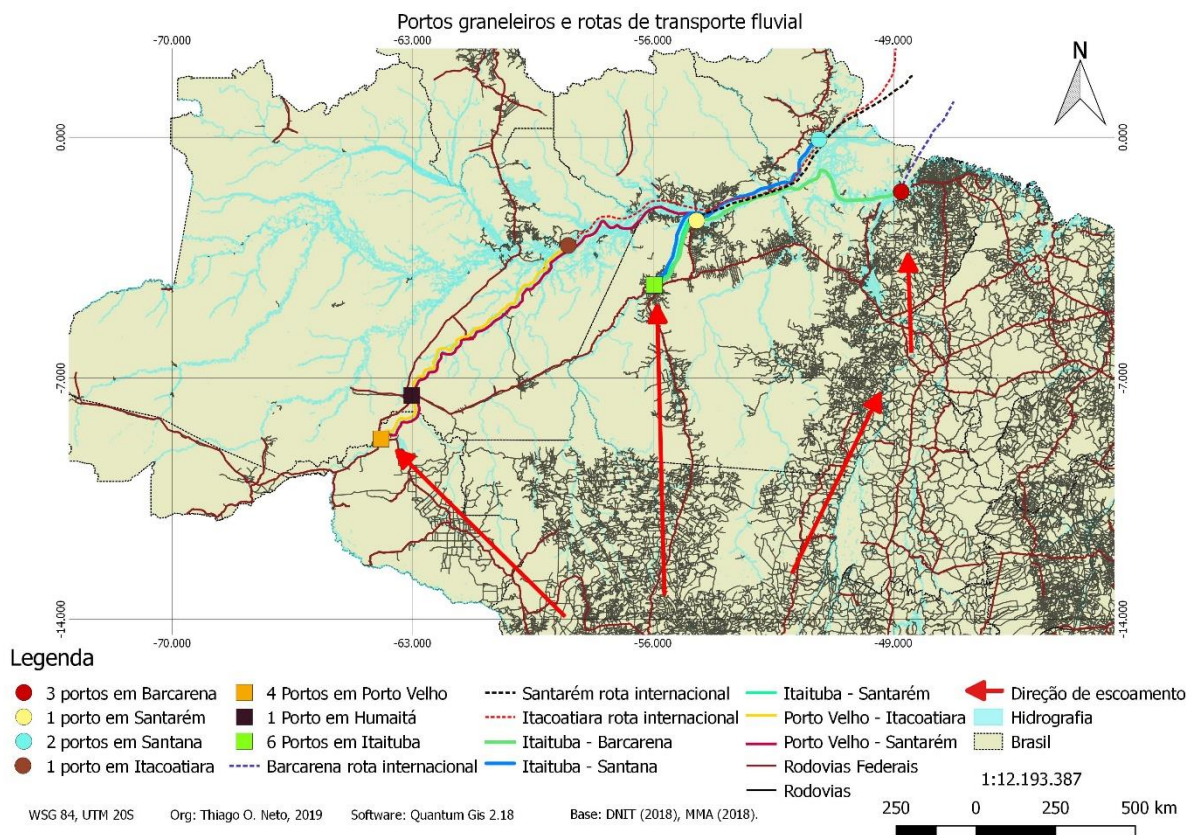 Portos graneleiros e rotas de transporte fluvial
-70.000 -63.000 -56.000 -49.000
N
0.000 0.000
-7.000 -7.000
-14.000 -14.000
-70.000 -63.000 -56.000 -49.000
Legenda
3 portos em Barcarena
1 porto em Santarém
2 portos em Santana
1 porto em Itacoatiara
4 Portos em Porto Velho
1 Porto em Humaitá
6 Portos em Itaituba
Barcarena rota internacional
Santarém rota internacional
Itacoatiara rota internacional
Itaituba - Barcarena
Itaituba - Santana
Itaituba - Santarém
Porto Velho - Itacoatiara
Porto Velho - Santarém
Rodovias Federais
Rodovias
Direção de escoamento
Hidrografia
Brasil
1:12.193.387
250 0 250 500 km
WSG 84, UTM 20S Org: Thiago O. Neto, 2019 Software: Quantum Gis 2.18 Base: DNIT (2018), MMA (2018).